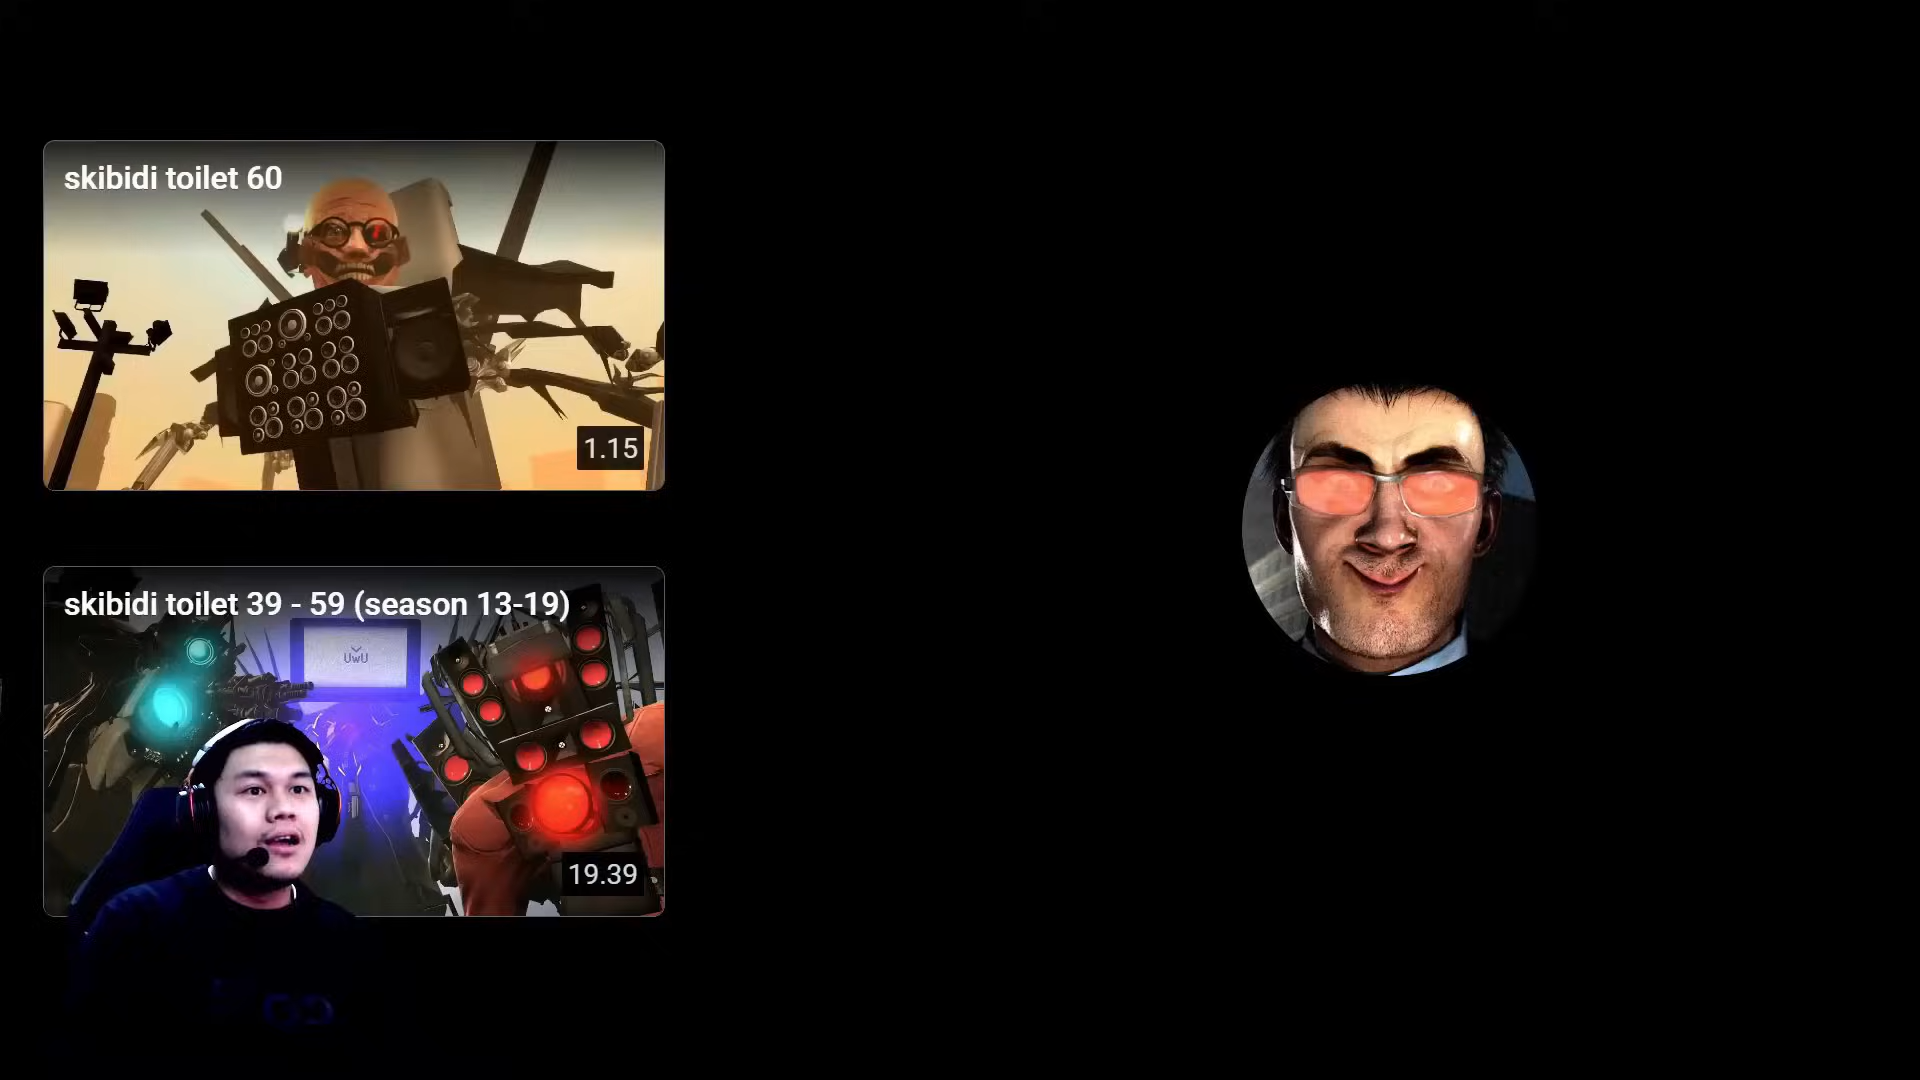 skibidi toilet 60
1.15
skibidi toilet 39 - 59 (season 13-19)
UwU
19.39